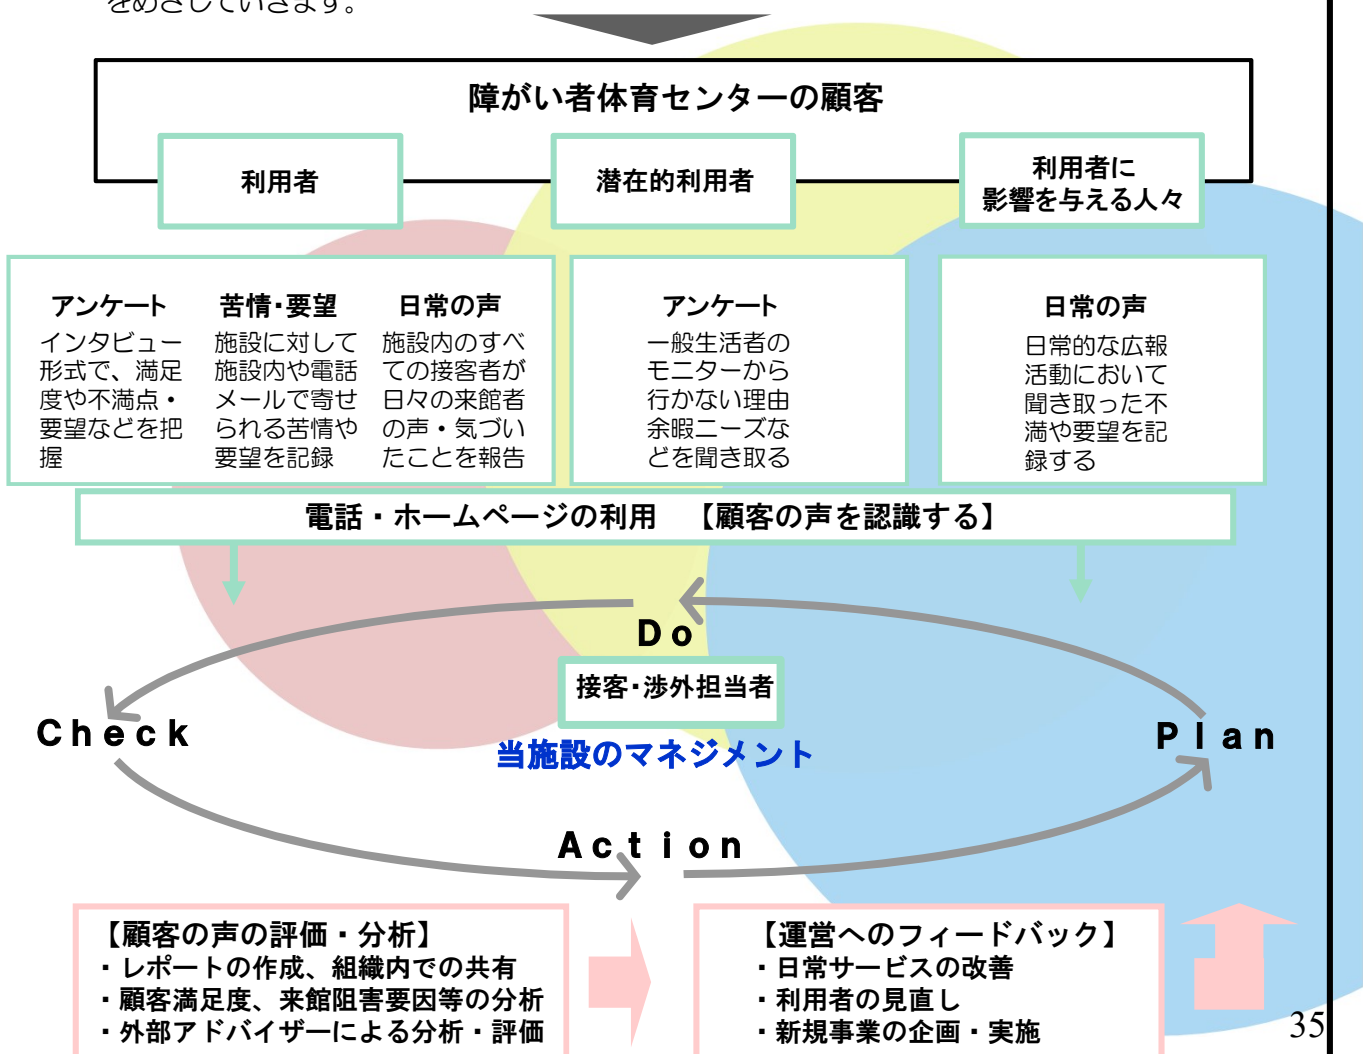 をめざしていきます。
障がい者体育センターの顧客
利用者
潜在的利用者
利用者に
影響を与える人々
アンケート
インタビュー
形式で、満足
度や不満点・
要望などを把
握
苦情・要望
施設に対して
施設内や電話
メールで寄せ
られる苦情や
要望を記録
日常の声
施設内のすべ
ての接客者が
日々の来館者
の声・気づい
たことを報告
アンケート
一般生活者の
モニターから
行かない理由
余暇ニーズな
どを聞き取る
日常の声
日常的な広報
活動において
聞き取った不
満や要望を記
録する
電話・ホームページの利用　【顧客の声を認識する】
Do
接客・渉外担当者
Check
Plan
当施設のマネジメント
Action
【顧客の声の評価・分析】
・レポートの作成、組織内での共有
・顧客満足度、来館阻害要因等の分析
・外部アドバイザーによる分析・評価
【運営へのフィードバック】
・日常サービスの改善
・利用者の見直し
・新規事業の企画・実施
35